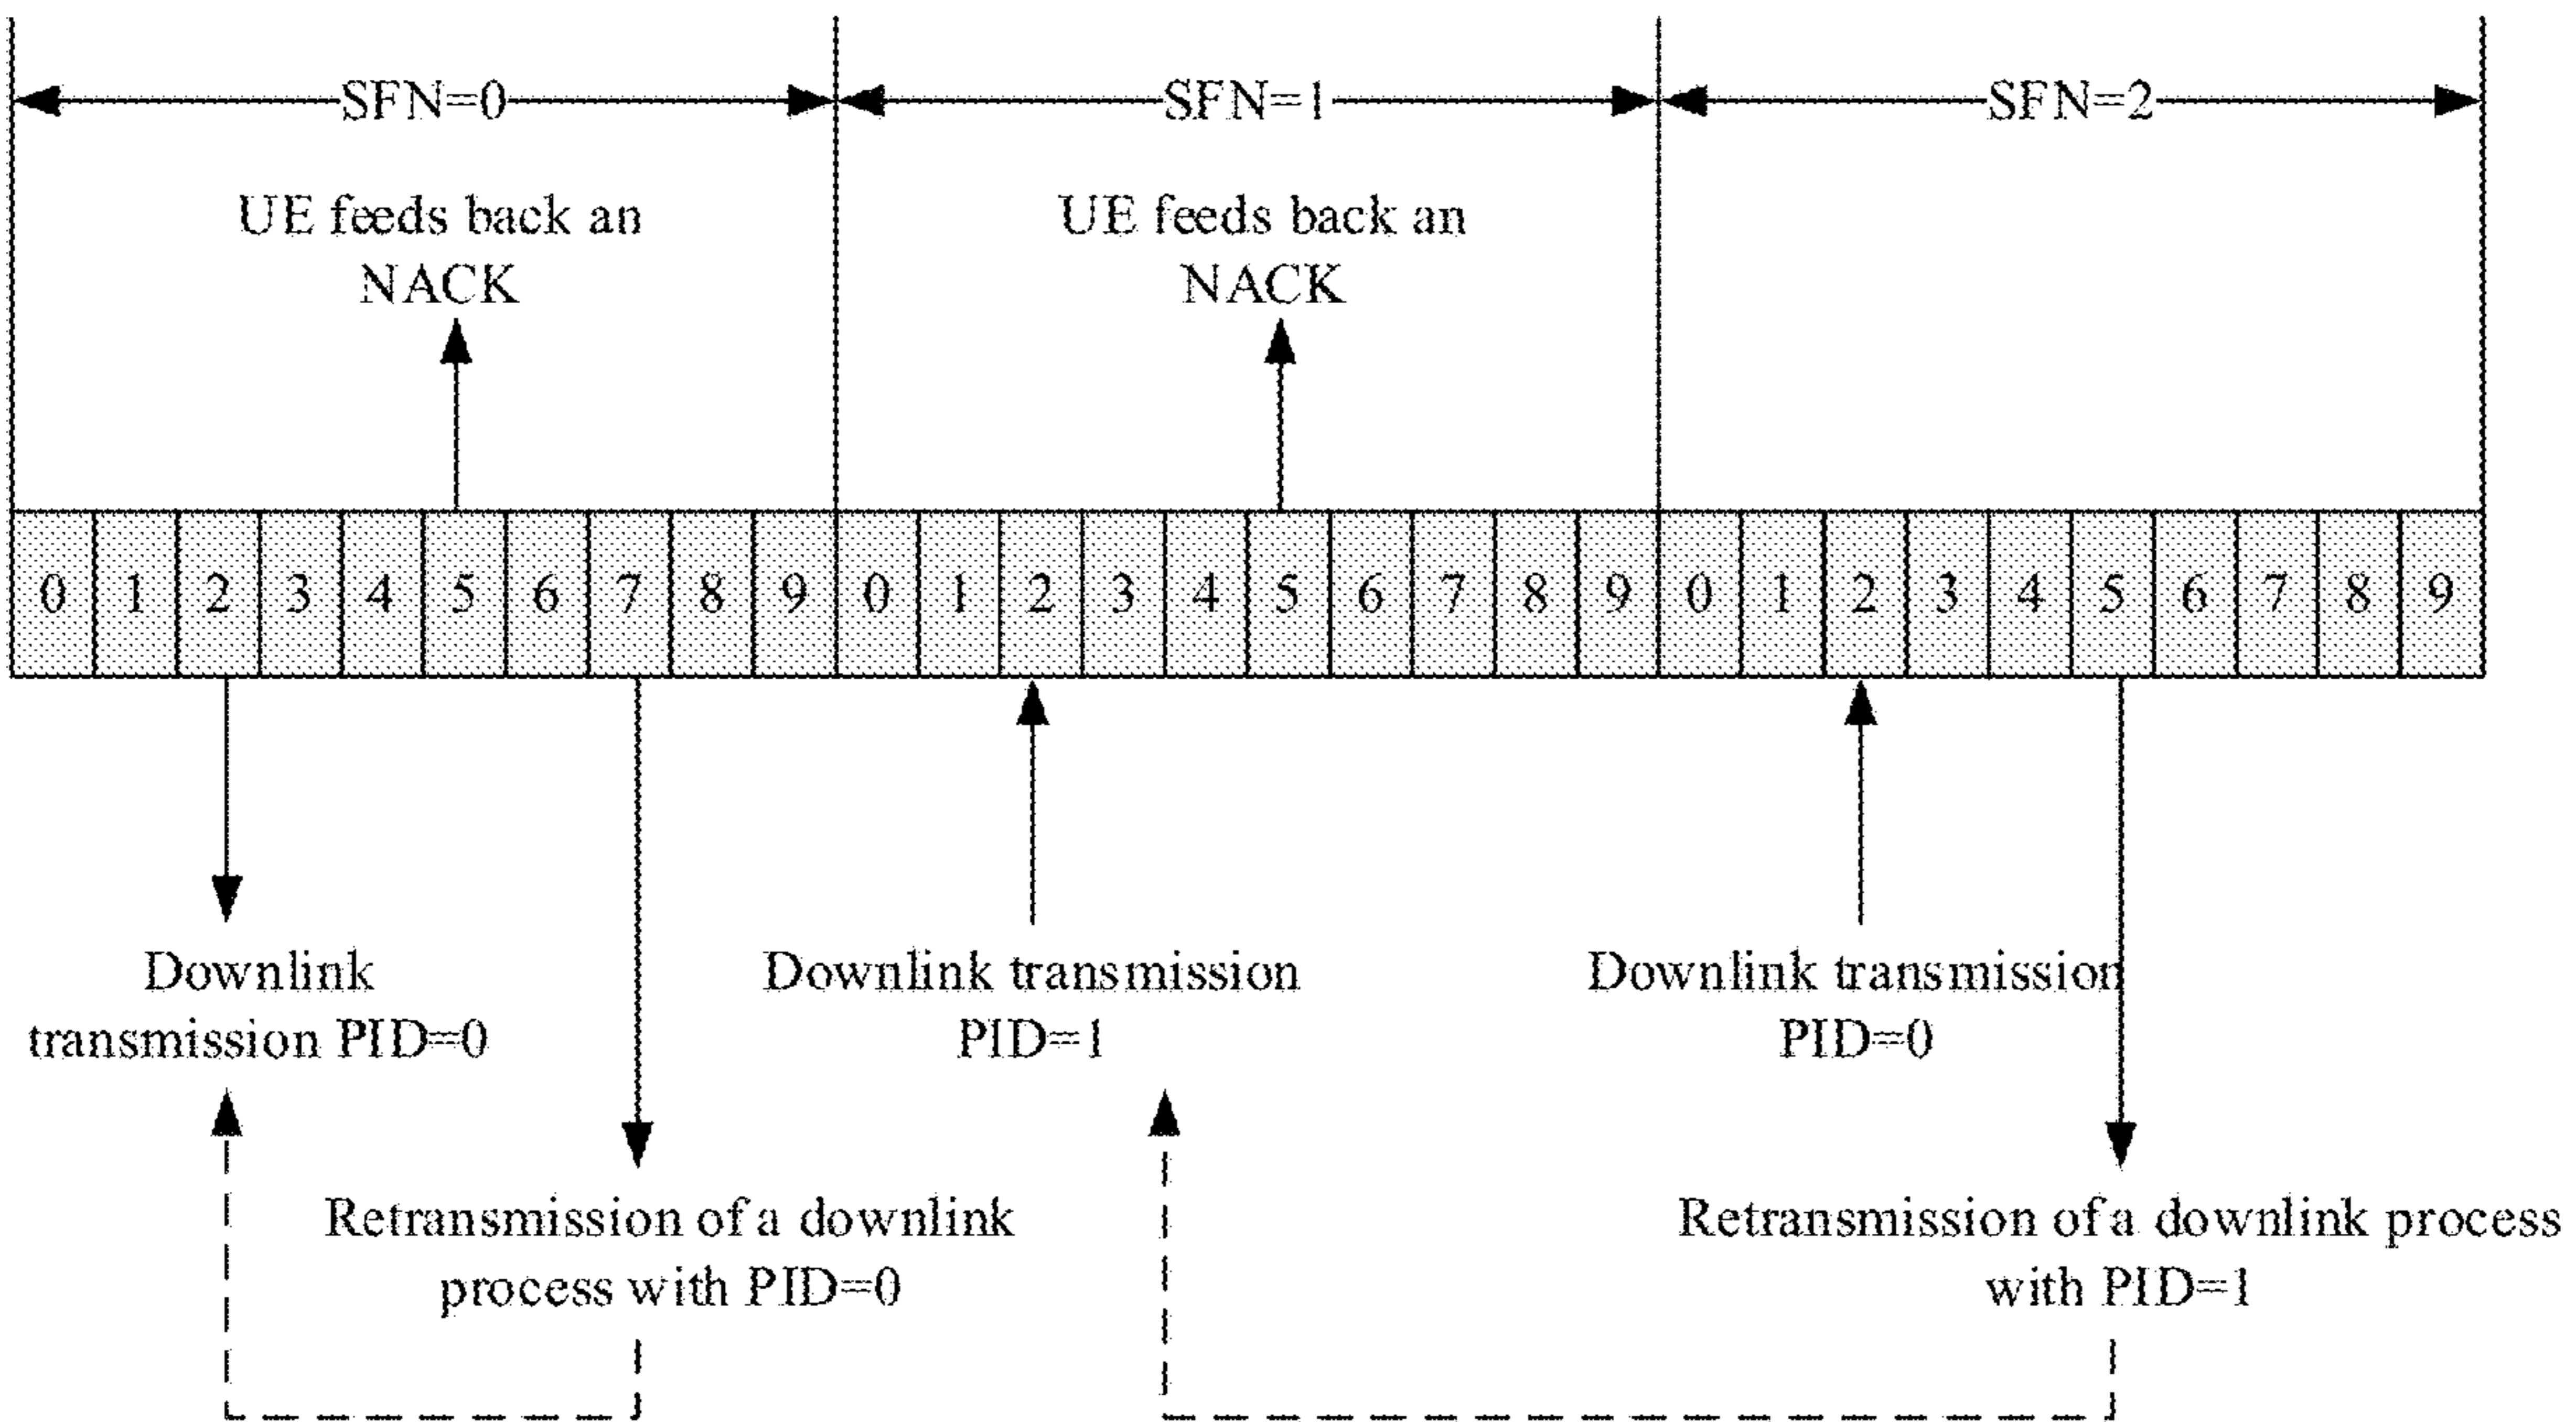 SFN=0 SFN=1 SFN=2
UE feeds back an
NACK
UE feeds back an
NACK
0 1 2 3 4 5 6 7 8 9 0 1 2 3 4 5 6 7 8 9 0 1 2 3 4 5 6 7 8 9
Downlink
transmission PID=0
Downlink transmission
PID=1
Downlink transmission
PID=0
Retransmission of a downlink
process with PID=0
Retransmission of a downlink process
with PID=1